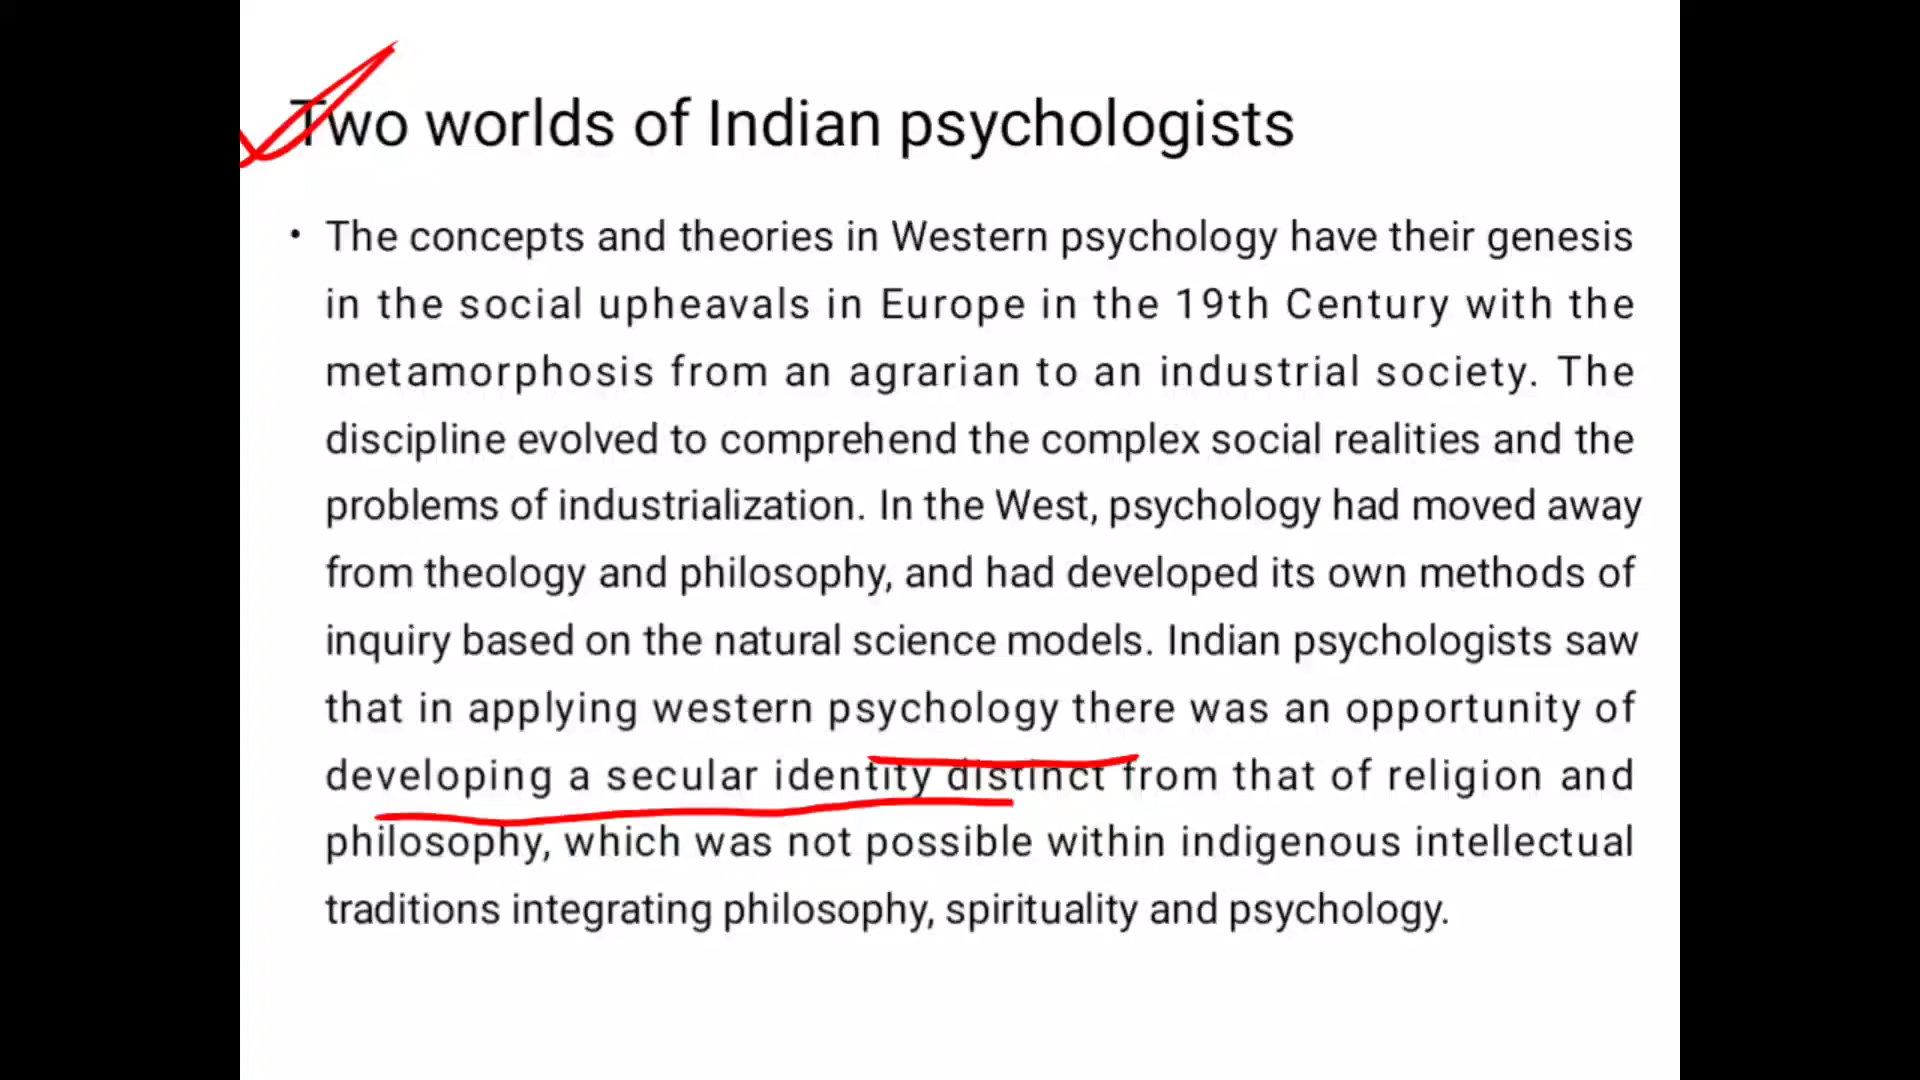 Two worlds of Indian psychologists
• The concepts and theories in Western psychology have their genesis
in the social upheavals in Europe in the 19th Century with the
metamorphosis from an agrarian to an industrial society. The
discipline evolved to comprehend the complex social realities and the
problems of industrialization. In the West, psychology had moved away
from theology and philosophy, and had developed its own methods of
inquiry based on the natural science models. Indian psychologists saw
that in applying western psychology there was an opportunity of
developing a secular identity distinct from that of religion and
philosophy, which was not possible within indigenous intellectual
traditions integrating philosophy, spirituality and psychology.